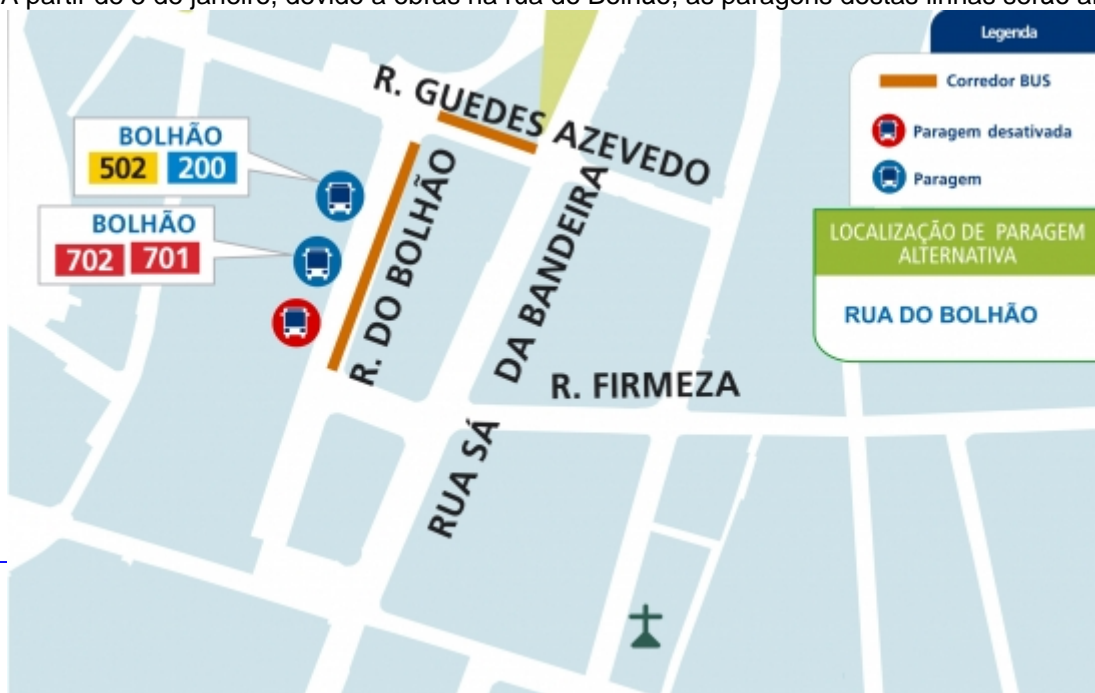 A partir de 3 de janeiro, devido a obras na rua do Bolhão, as paragens destas linhas serão
R. GUEDES AZEVEDO
BOLHÃO
502 200
BOLHÃO
702 701
R. DO BOLHÃO
RUA SÁ DA BANDEIRA
R. FIRMEZA
Legenda
Corredor BUS
Paragem desativada
Paragem
LOCALIZAÇÃO DE PARAGEM
ALTERNATIVA
RUA DO BOLHÃO